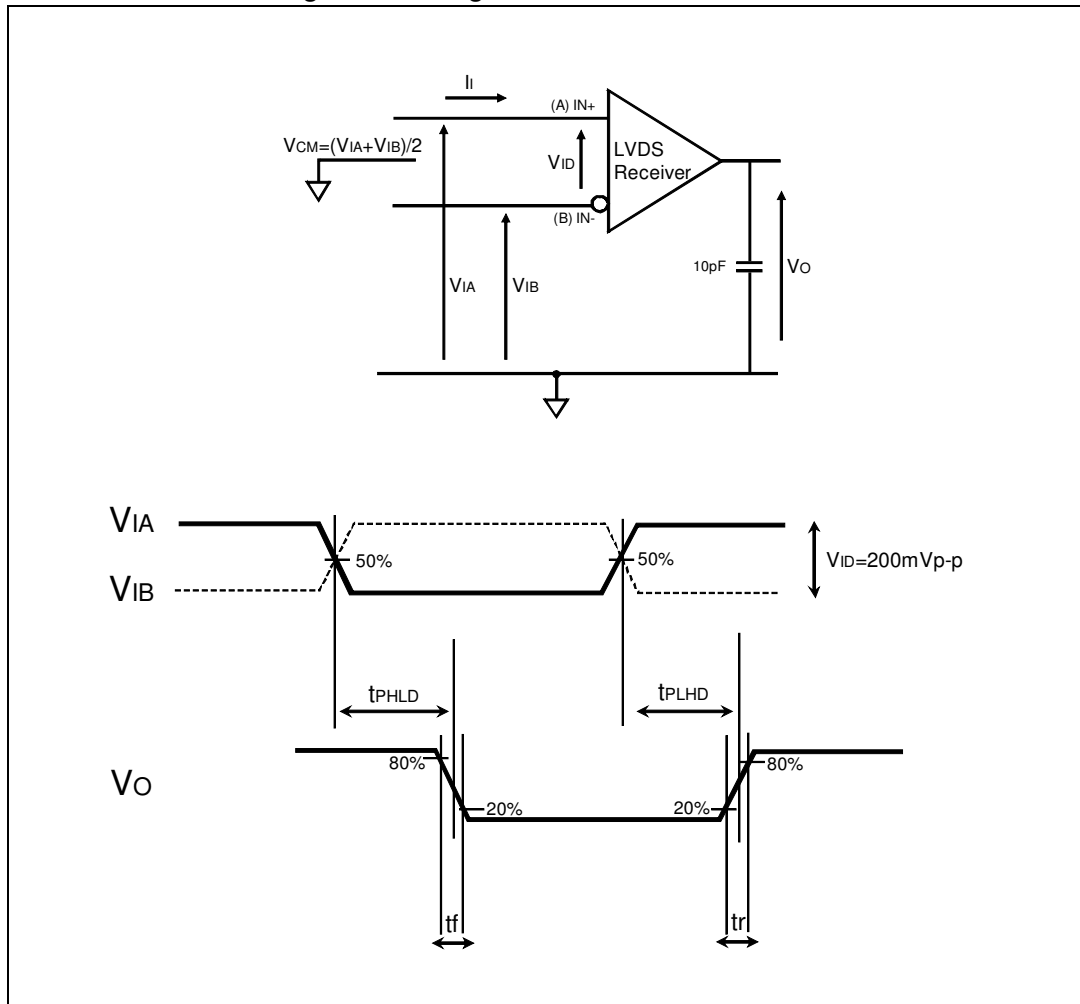 II
(A) IN+
VCM=(VIA+VIB)/2
LVDS
Receiver
VID
(B) IN-
10pF
VO
VIA
VIB
VIA
50%
50%
VID=200mVp-p
VIB
tPHLD
tPLHD
80%
80%
VO
20%
20%
tf
tr